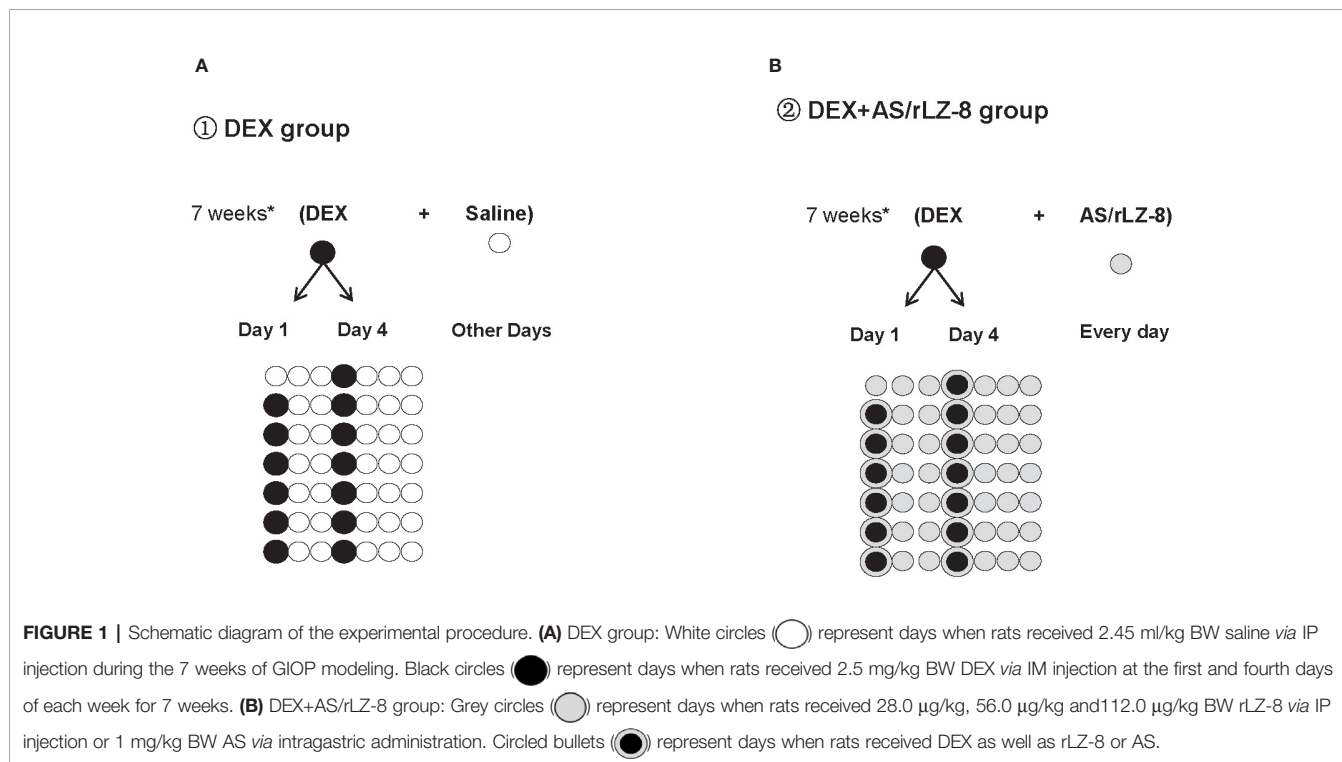 A
① DEX group
7 weeks* (DEX + Saline)
Day 1 Day 4 Other Days
B
② DEX+AS/rLZ-8 group
7 weeks* (DEX + AS/rLZ-8)
Day 1 Day 4 Every day
FIGURE 1 | Schematic diagram of the experimental procedure. (A) DEX group: White circles ( ) represent days when rats received 2.45 ml/kg BW saline via IP
injection during the 7 weeks of GIOP modeling. Black circles ( ) represent days when rats received 2.5 mg/kg BW DEX via IM injection at the first and fourth days
of each week for 7 weeks. (B) DEX+AS/rLZ-8 group: Grey circles ( ) represent days when rats received 28.0 μg/kg, 56.0 μg/kg and112.0 μg/kg BW rLZ-8 via IP
injection or 1 mg/kg BW AS via intragastric administration. Circled bullets ( ) represent days when rats received DEX as well as rLZ-8 or AS.